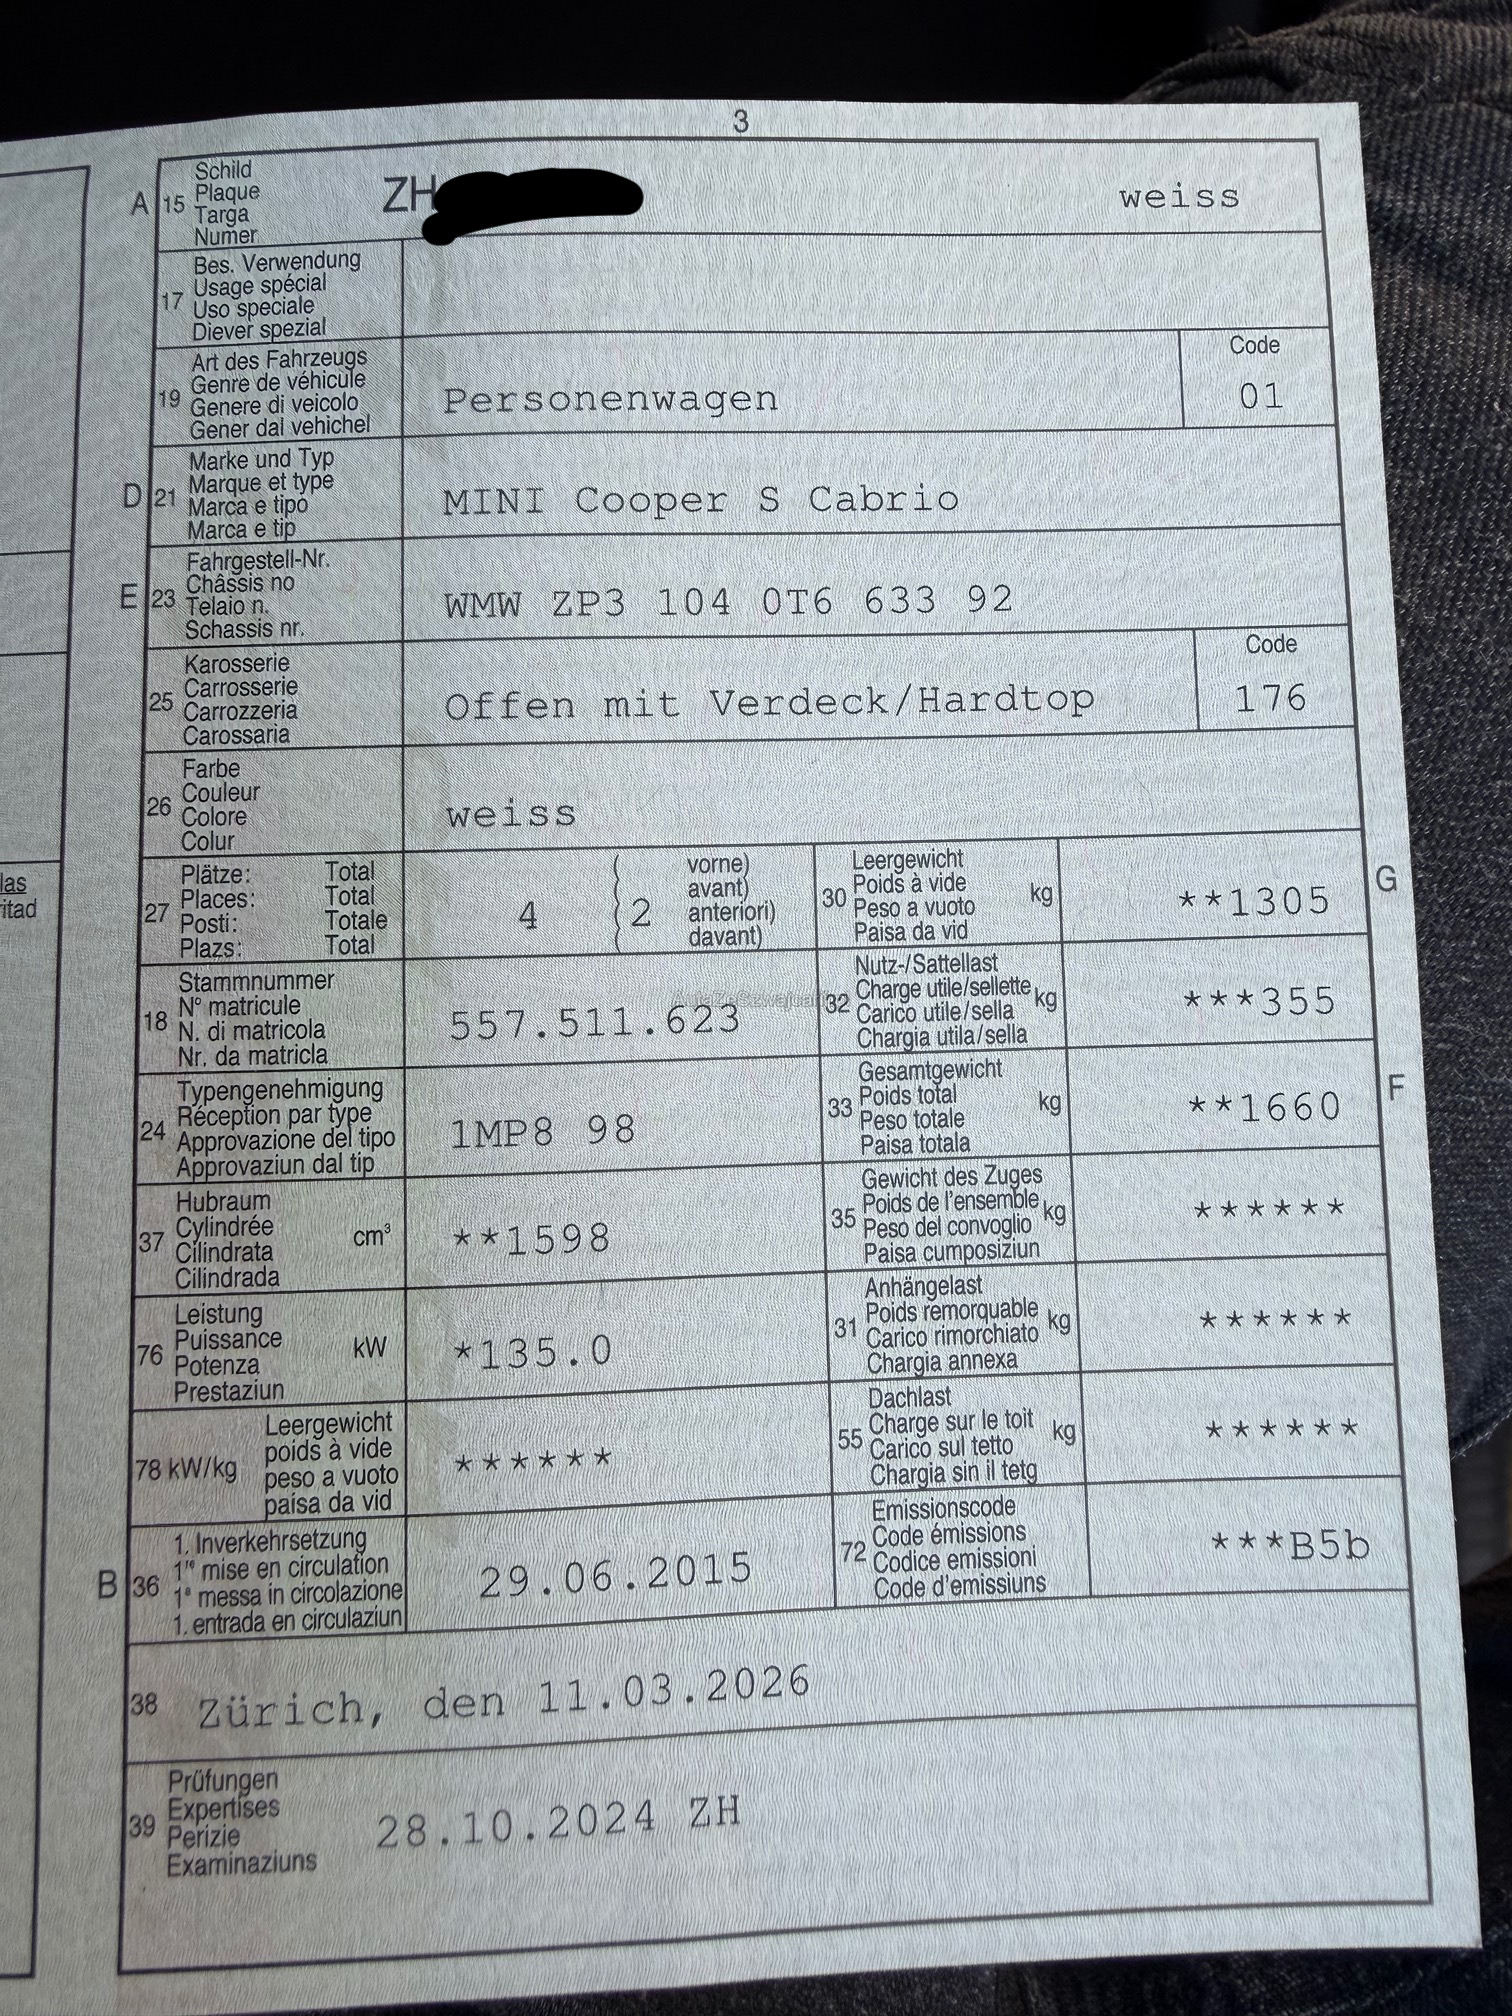 3
A 15 Schild
Plaque
Targa
Numer
ZH
weiss
17 Bes. Verwendung
Usage spécial
Uso speciale
Diever spezial
19 Art des Fahrzeugs
Genre de véhicule
Genere di veicolo
Gener dal vehichel
Personenwagen
Code
01
D 21 Marke und Typ
Marque et type
Marca e tipo
Marca e tip
MINI Cooper S Cabrio
E 23 Fahrgestell-Nr.
Châssis no
Telaio n.
Schassis nr.
WMW ZP3 104 0T6 633 92
25 Karosserie
Carrosserie
Carrozzeria
Carossaria
Offen mit Verdeck/Hardtop
Code
176
26 Farbe
Couleur
Colore
Colur
weiss
las
itad
27 Plätze: Total
Places: Total
Posti: Totale
Plazs: Total
4 2
vorne)
avant)
anteriori)
davant)
30 Leergewicht
Poids à vide
Peso a vuoto
Paisa da vid
kg
**1305
G
18 Stammnummer
N° matricule
N. di matricola
Nr. da matricla
557.511.623
32 Nutz-/Sattellast
Charge utile/sellette
Carico utile/sella
Chargia utila/sella
kg
***355
24 Typengenehmigung
Réception par type
Approvazione del tipo
Approvaziun dal tip
1MP8 98
33 Gesamtgewicht
Poids total
Peso totale
Paisa totala
kg
**1660
F
37 Hubraum
Cylindrée
Cilindrata
Cilindrada
cm³
**1598
35 Gewicht des Zuges
Poids de l'ensemble
Peso del convoglio
Paisa cumposiziun
kg
******
76 Leistung
Puissance
Potenza
Prestaziun
kW
*135.0
31 Anhängelast
Poids remorquable
Carico rimorchiato
Chargia annexa
kg
******
78 kW/kg
Leergewicht
poids à vide
peso a vuoto
paisa da vid
******
55 Dachlast
Charge sur le toit
Carico sul tetto
Chargia sin il tetg
kg
******
B 36 1. Inverkehrsetzung
1re mise en circulation
1a messa in circolazione
1. entrada en circulaziun
29.06.2015
72 Emissionscode
Code émissions
Codice emissioni
Code d'emissiuns
***B5b
38 Zürich, den 11.03.2026
39 Prüfungen
Expertises
Perizie
Examinaziuns
28.10.2024 ZH